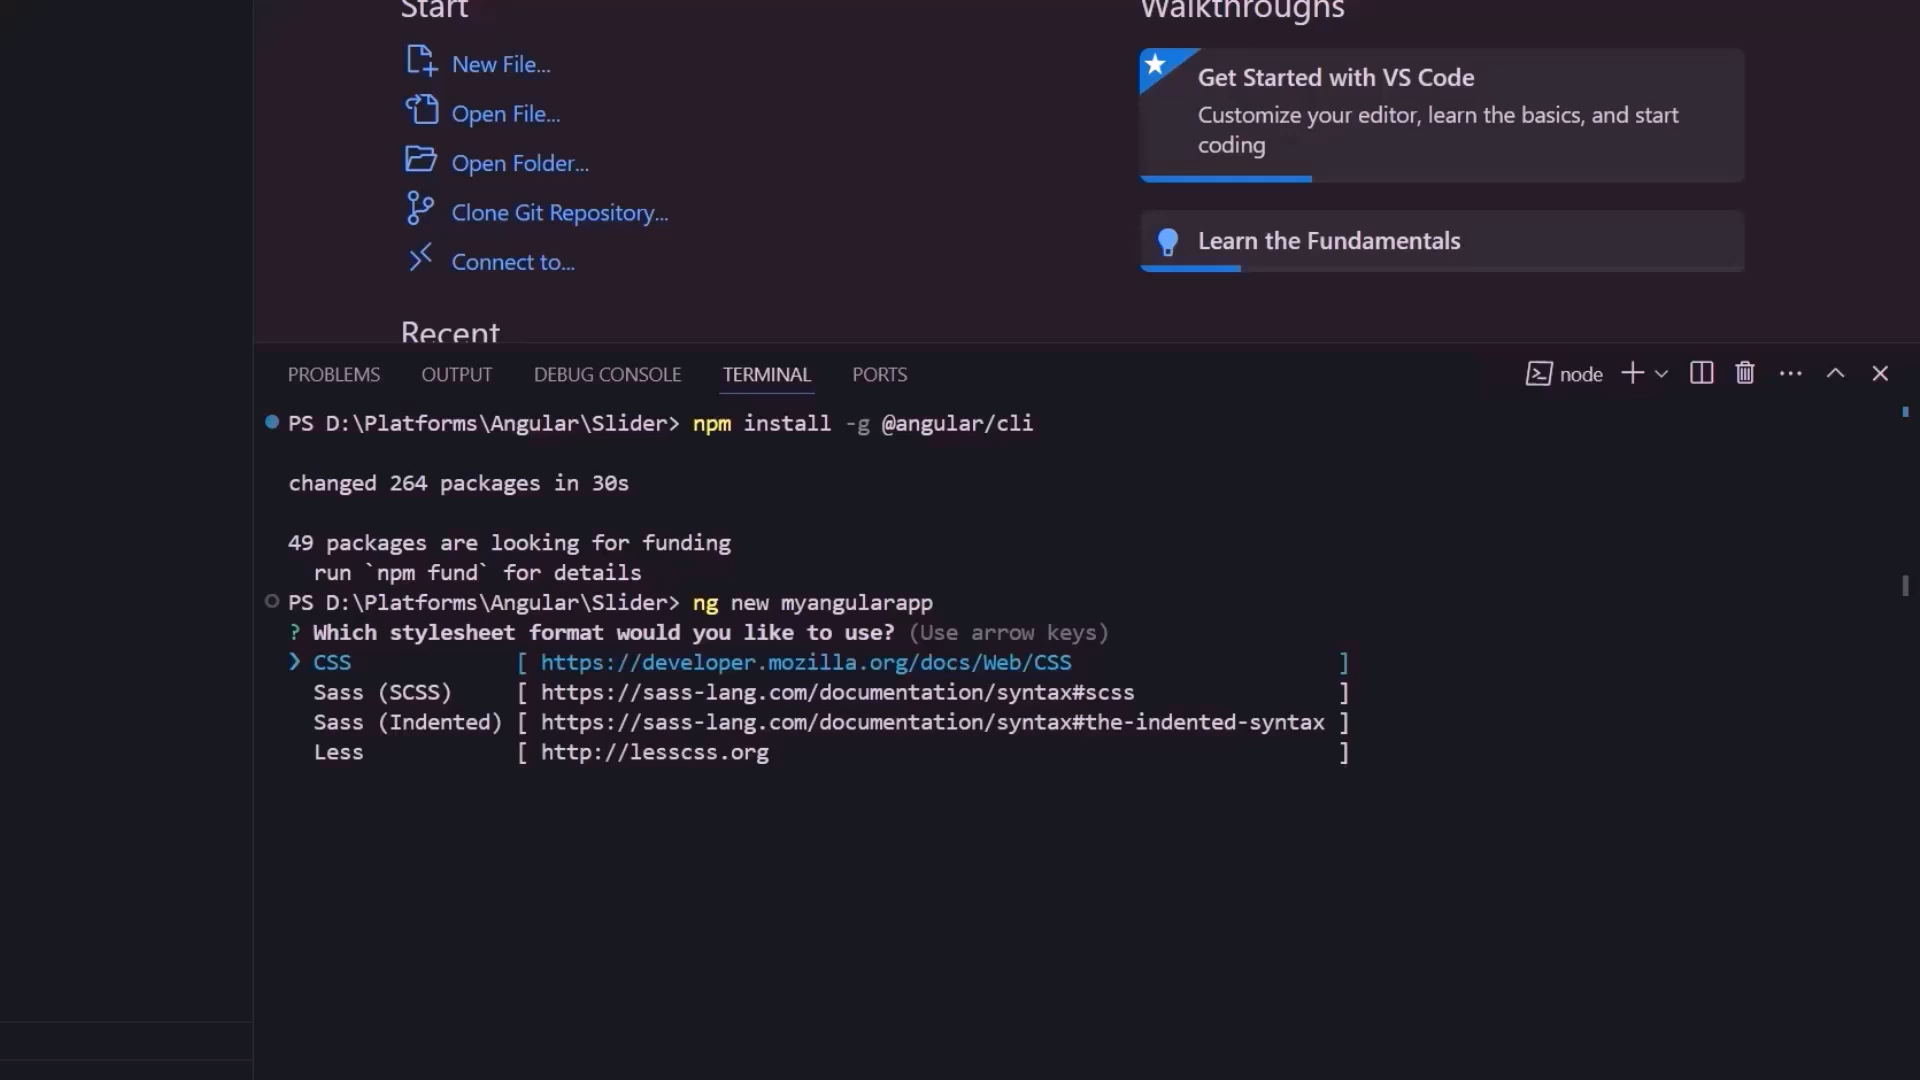 Start
New File...
Open File...
Open Folder...
Clone Git Repository...
Connect to...
Recent
Walkthroughs
Get Started with VS Code
Customize your editor, learn the basics, and start
coding
Learn the Fundamentals
PROBLEMS OUTPUT DEBUG CONSOLE TERMINAL PORTS
node
PS D:\Platforms\Angular\Slider> npm install -g @angular/cli
changed 264 packages in 30s
49 packages are looking for funding
run `npm fund` for details
PS D:\Platforms\Angular\Slider> ng new myangularapp
? Which stylesheet format would you like to use? (Use arrow keys)
❯ CSS [ https://developer.mozilla.org/docs/Web/CSS ]
Sass (SCSS) [ https://sass-lang.com/documentation/syntax#scss ]
Sass (Indented) [ https://sass-lang.com/documentation/syntax#the-indented-syntax ]
Less [ http://lesscss.org ]